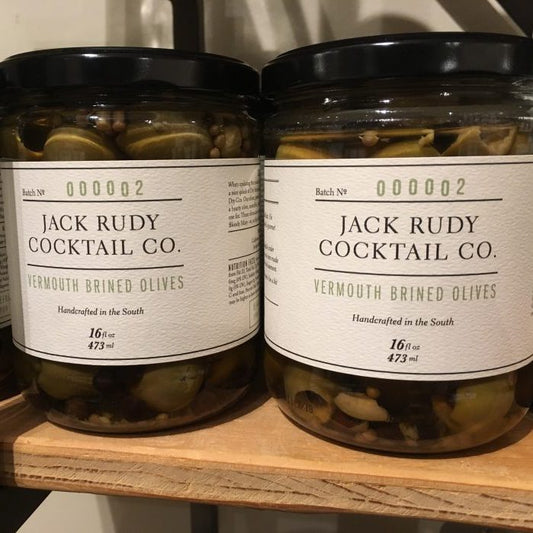 Batch Nº 000002
JACK RUDY
COCKTAIL CO.
VERMOUTH BRINED OLIVES
Handcrafted in the South
16 fl oz
473 ml
NUTRITION FACTS
Batch Nº 000002
JACK RUDY
COCKTAIL CO.
VERMOUTH BRINED OLIVES
Handcrafted in the South
16 fl oz
473 ml